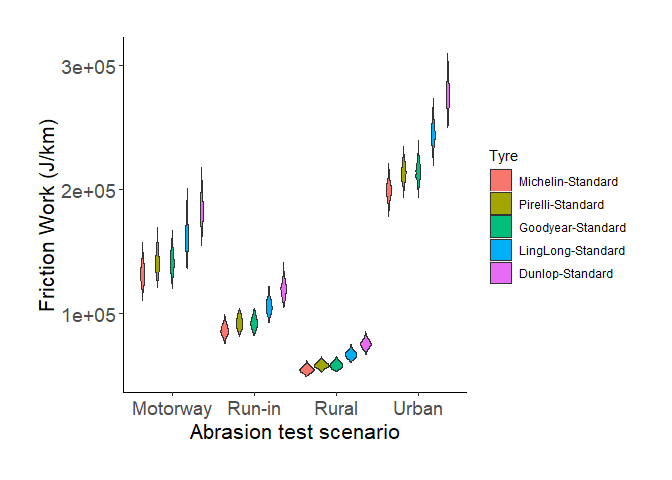 3e+05
2e+05
1e+05
Friction Work (J/km)
Motorway Run-in Rural Urban
Abrasion test scenario
Tyre
Michelin-Standard
Pirelli-Standard
Goodyear-Standard
LingLong-Standard
Dunlop-Standard